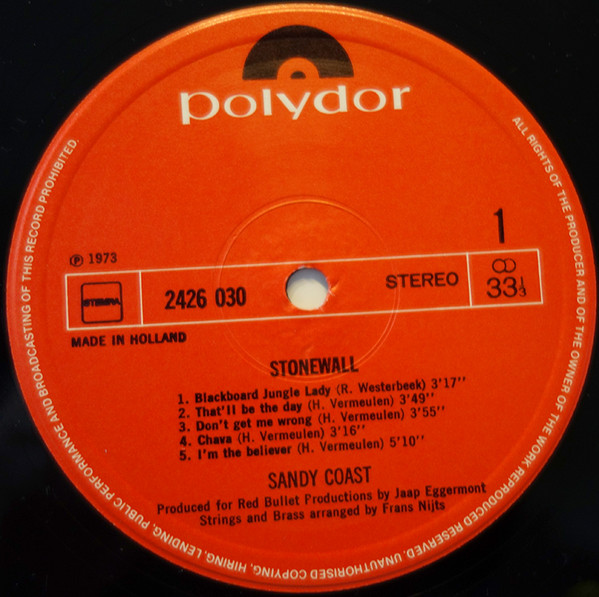 polydor
1
℗ 1973
STEMRA
2426 030
STEREO
33⅓
MADE IN HOLLAND
STONEWALL
1. Blackboard Jungle Lady (R. Westerbeek) 3'17''
2. That'll be the day (H. Vermeulen) 3'49''
3. Don't get me wrong (H. Vermeulen) 3'55''
4. Chava (H. Vermeulen) 3'16''
5. I'm the believer (H. Vermeulen) 5'10''
SANDY COAST
Produced for Red Bullet Productions by Jaap Eggermont
Strings and Brass arranged by Frans Nijts
ALL RIGHTS OF THE PRODUCER AND OF THE OWNER OF THE WORK REPRODUCED RESERVED. UNAUTHORISED COPYING, HIRING, LENDING, PUBLIC PERFORMANCE AND BROADCASTING OF THIS RECORD PROHIBITED.